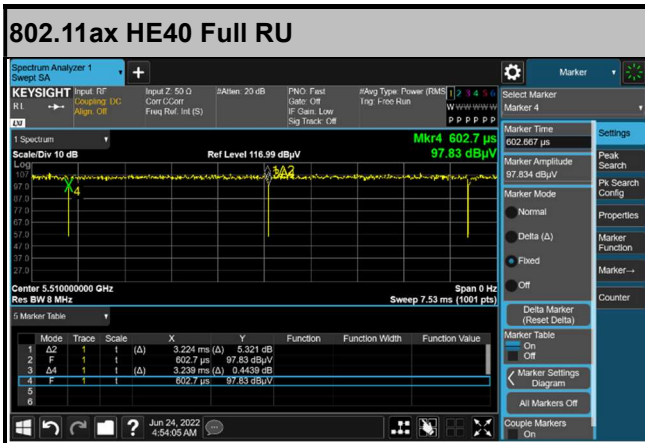 802.11ax HE40 Full RU
Spectrum Analyzer 1
Swept SA
Marker
KEYSIGHT Input: RF Input Z: 50 Ω #Atten: 20 dB PNO: Fast #Avg Type: Power (RMS 1 2 3 4 5 6
R L Coupling: DC Corr CCorr Gate: Off Trig: Free Run
Align: Off Freq Ref: Int (S) IF Gain: Low W W W W W W
LXI Sig Track: Off P P P P P P
Select Marker
Marker 4
1 Spectrum
Mkr4 602.7 µs
Scale/Div 10 dB Ref Level 116.99 dBµV 97.83 dBµV
Log
107
97.0
87.0
77.0
67.0
57.0
47.0
37.0
27.0
4
3Δ2
Center 5.510000000 GHz Span 0 Hz
Res BW 8 MHz Sweep 7.53 ms (1001 pts)
5 Marker Table
Mode Trace Scale X Y Function Function Width Function Value
1 Δ2 1 t (Δ) 3.224 ms (Δ) 5.321 dB
2 F 1 t 602.7 µs 97.83 dBµV
3 Δ4 1 t (Δ) 3.239 ms (Δ) 0.4439 dB
4 F 1 t 602.7 µs 97.83 dBµV
5
6
Marker Time
602.667 µs
Marker Amplitude
97.834 dBµV
Marker Mode
Normal
Delta (Δ)
Fixed
Off
Delta Marker
(Reset Delta)
Marker Table
On
Off
Marker Settings
Diagram
All Markers Off
Couple Markers
On
Settings
Peak
Search
Pk Search
Config
Properties
Marker
Function
Marker→
Counter
? Jun 24, 2022
4:54:05 AM